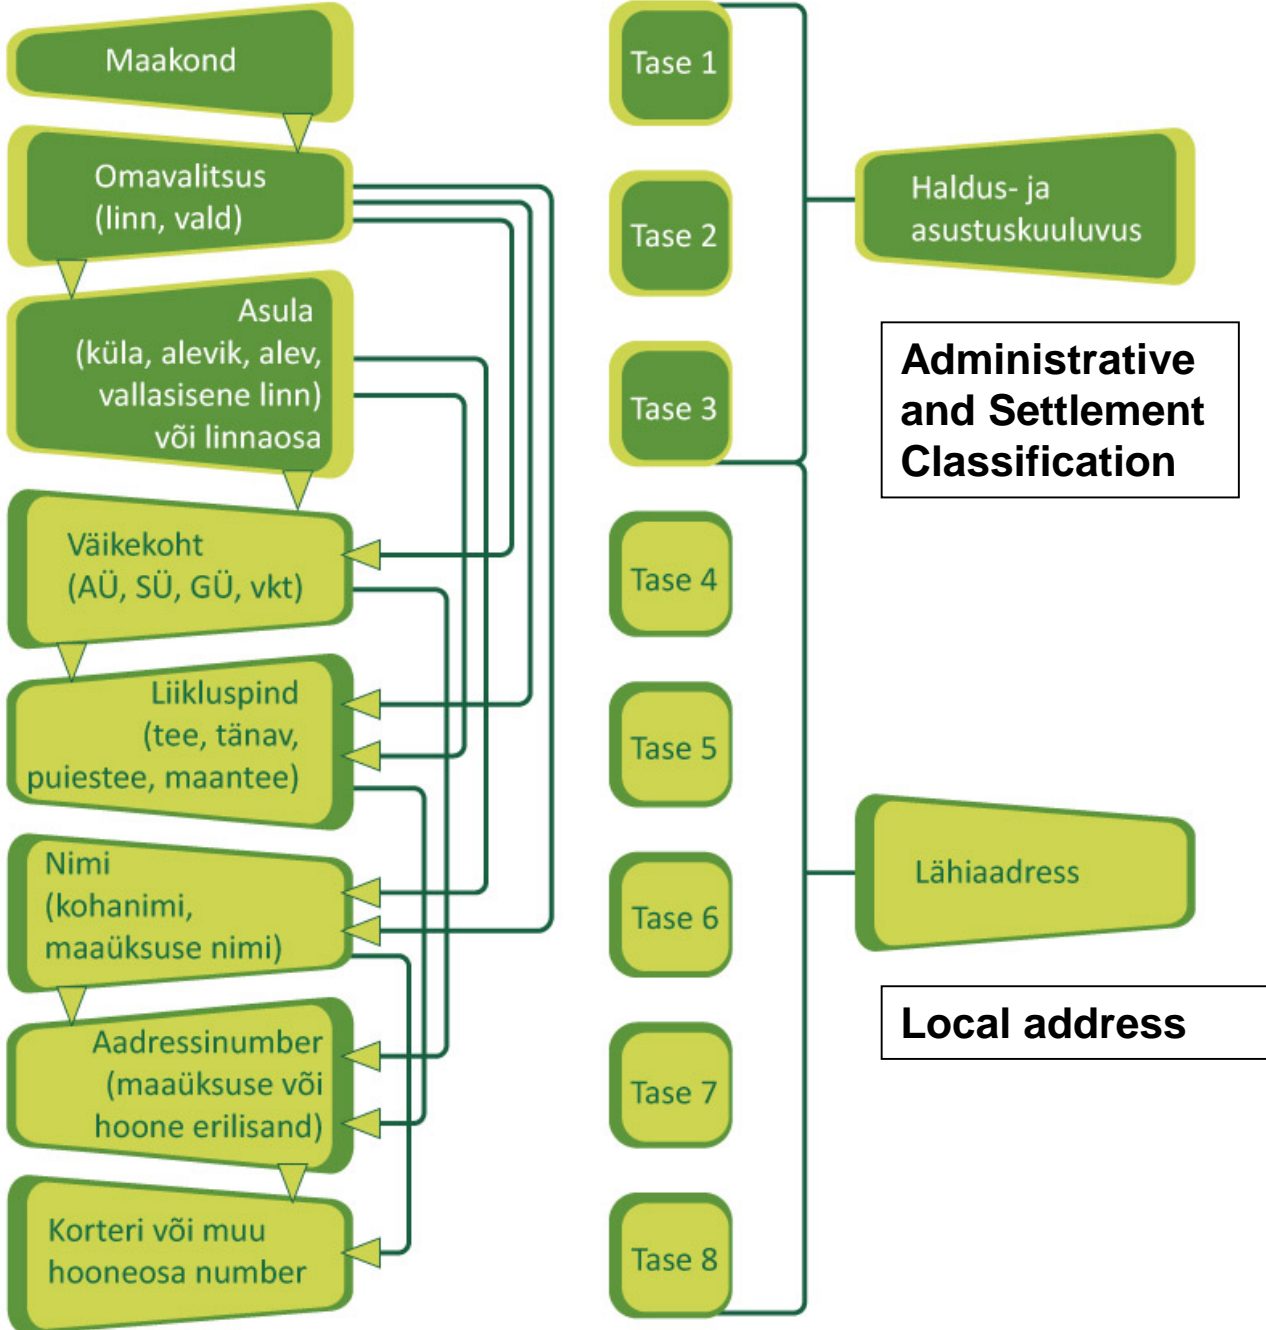 Maakond
Omavalitsus
(linn, vald)
Asula
(küla, alevik, alev,
vallasisene linn)
või linnaosa
Väikekoht
(AÜ, SÜ, GÜ, vkt)
Liikluspind
(tee, tänav,
puiestee, maantee)
Nimi
(kohanimi,
maaüksuse nimi)
Aadressinumber
(maaüksuse või
hoone erilisand)
Korteri või muu
hooneosa number
Tase 1
Tase 2
Tase 3
Tase 4
Tase 5
Tase 6
Tase 7
Tase 8
Haldus- ja
asustuskuuluvus
Administrative
and Settlement
Classification
Lähiaadress
Local address